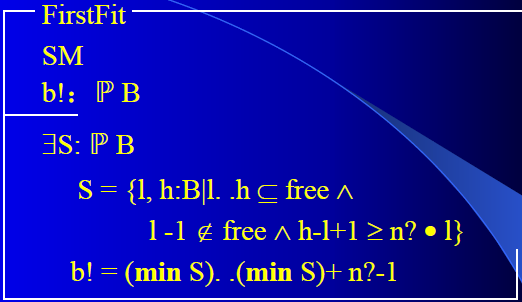 FirstFit
SM
b!: ℙ B
∃S: ℙ B
S = {l, h:B|l. .h ⊆ free ∧
l -1 ∉ free ∧ h-l+1 ≥ n? • l}
b! = (min S). .(min S)+ n?-1